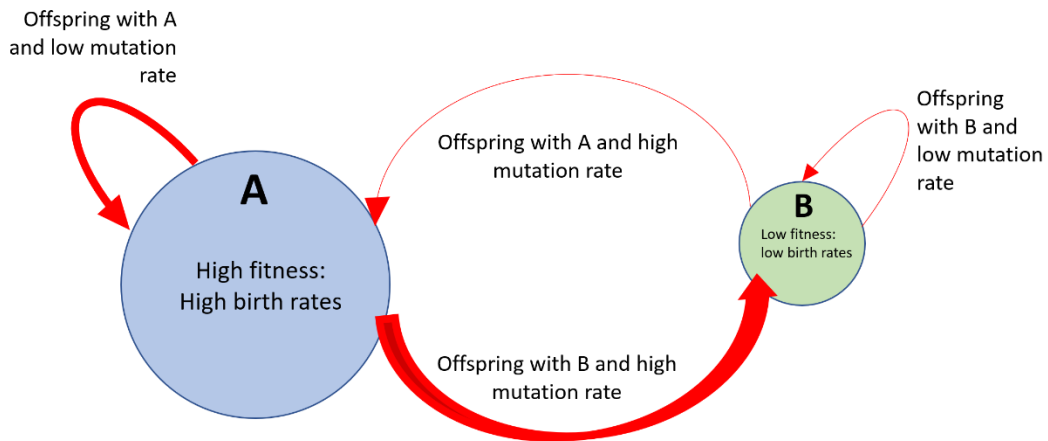 Offspring with A
and low mutation
rate
A
High fitness:
High birth rates
Offspring with A and high
mutation rate
Offspring with B and high
mutation rate
B
Low fitness:
low birth rates
Offspring
with B and
low mutation
rate